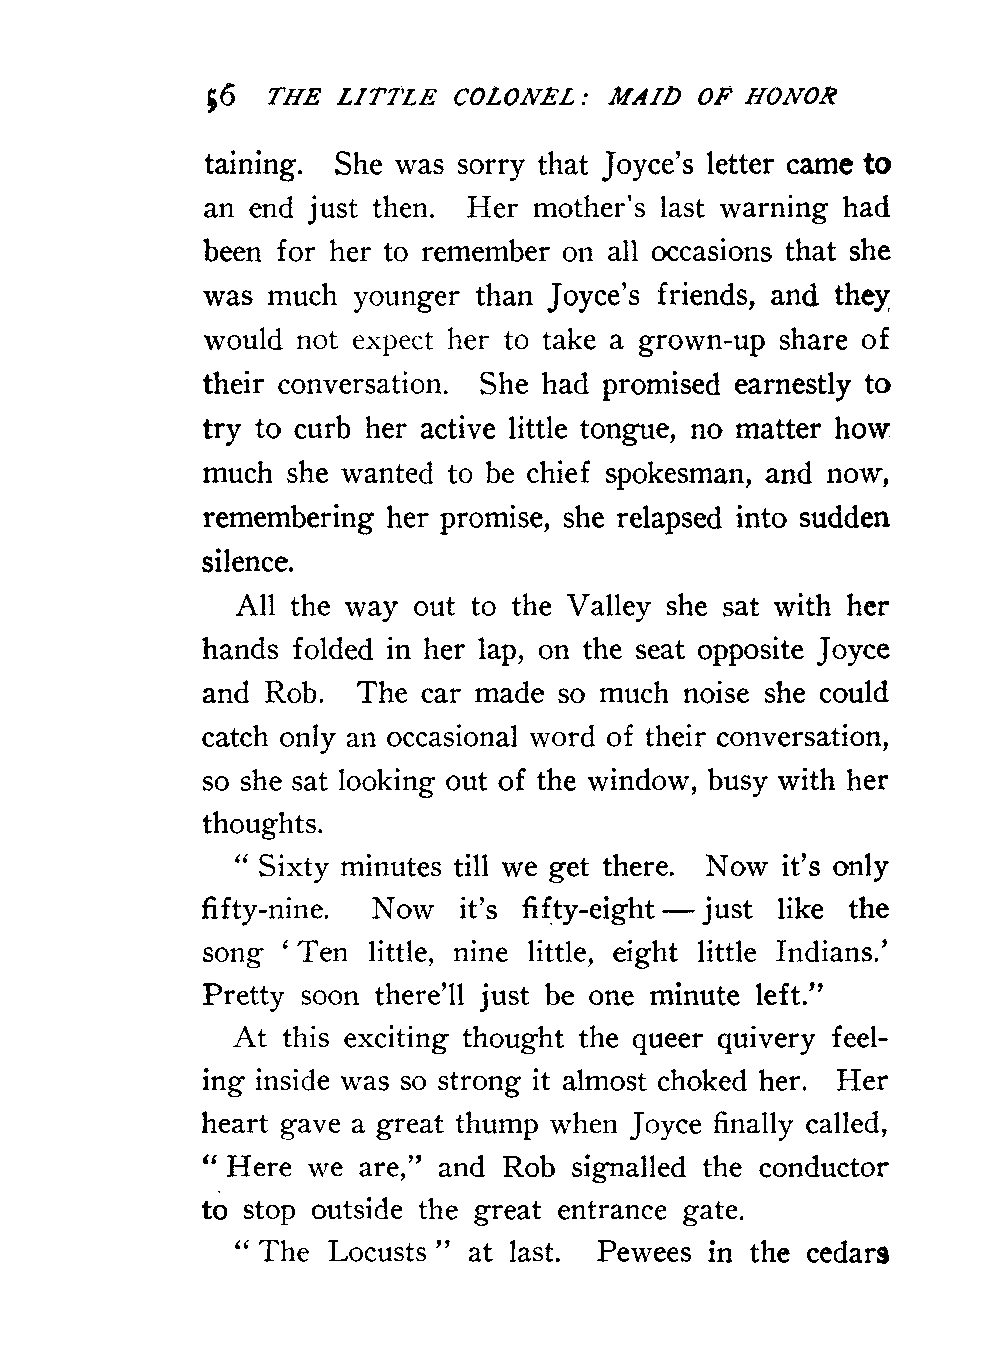 56 THE LITTLE COLONEL: MAID OF HONOR
taining. She was sorry that Joyce's letter came to
an end just then. Her mother's last warning had
been for her to remember on all occasions that she
was much younger than Joyce's friends, and they
would not expect her to take a grown-up share of
their conversation. She had promised earnestly to
try to curb her active little tongue, no matter how
much she wanted to be chief spokesman, and now,
remembering her promise, she relapsed into sudden
silence.
All the way out to the Valley she sat with her
hands folded in her lap, on the seat opposite Joyce
and Rob. The car made so much noise she could
catch only an occasional word of their conversation,
so she sat looking out of the window, busy with her
thoughts.
" Sixty minutes till we get there. Now it's only
fifty-nine. Now it's fifty-eight — just like the
song ' Ten little, nine little, eight little Indians.'
Pretty soon there'll just be one minute left."
At this exciting thought the queer quivery feel-
ing inside was so strong it almost choked her. Her
heart gave a great thump when Joyce finally called,
" Here we are," and Rob signalled the conductor
to stop outside the great entrance gate.
" The Locusts " at last. Pewees in the cedars